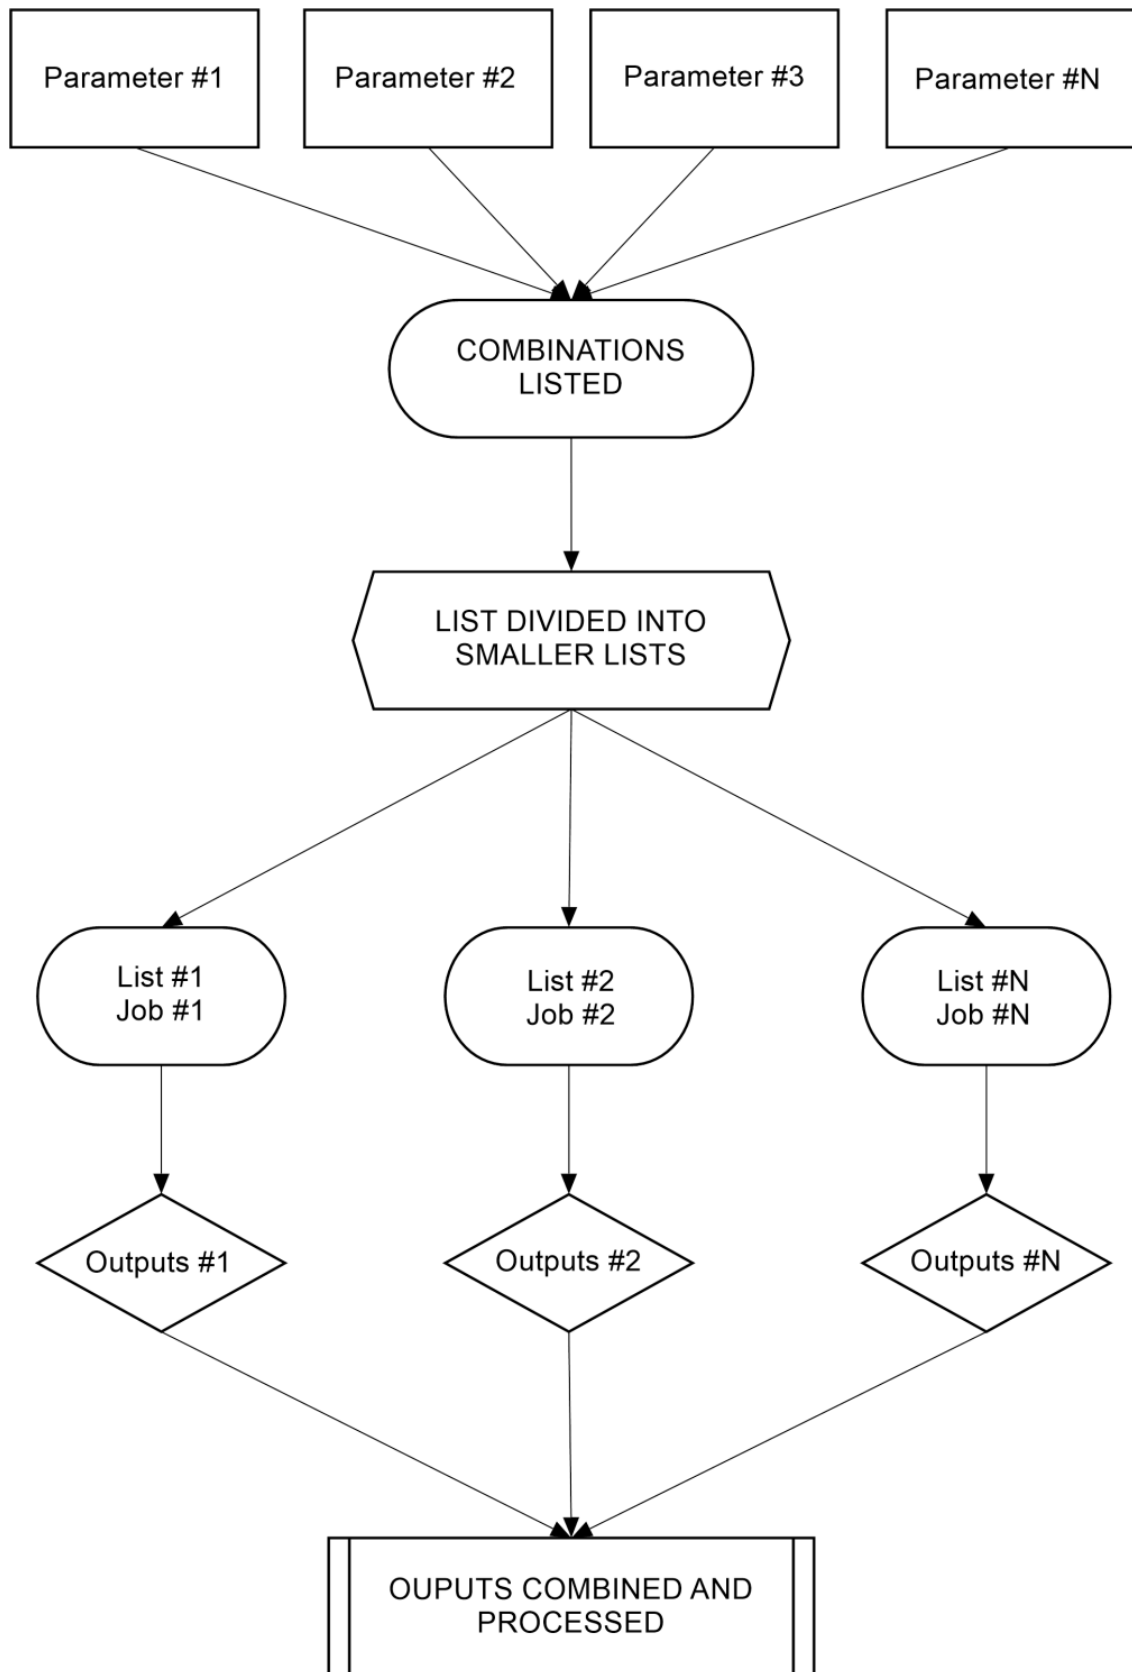 Parameter #1
Parameter #2
Parameter #3
Parameter #N
COMBINATIONS
LISTED
LIST DIVIDED INTO
SMALLER LISTS
List #1
Job #1
List #2
Job #2
List #N
Job #N
Outputs #1
Outputs #2
Outputs #N
OUPUTS COMBINED AND
PROCESSED